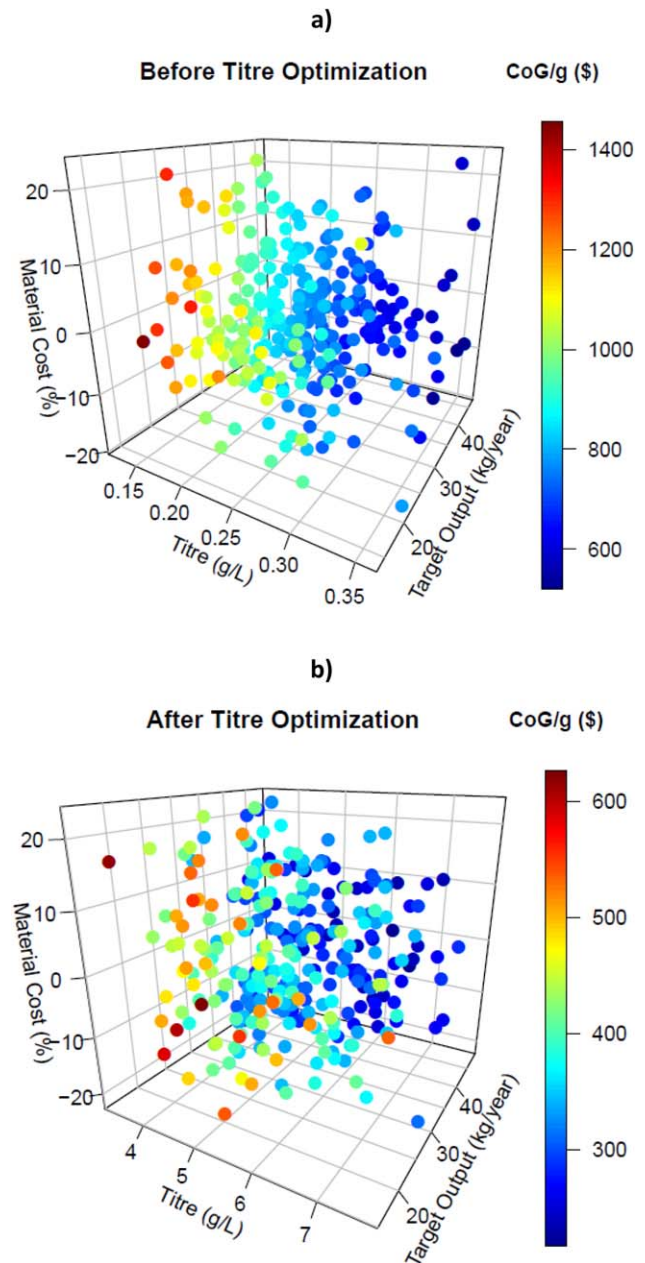 a)
Before Titre Optimization
CoG/g ($)
1400
1200
1000
800
600
20
10
0
−10
−20
Material Cost (%)
0.15
0.20
0.25
0.30
0.35
Titre (g/L)
20
30
40
Target Output (kg/year)
b)
After Titre Optimization
CoG/g ($)
600
500
400
300
20
10
0
−10
−20
Material Cost (%)
4
5
6
7
Titre (g/L)
20
30
40
Target Output (kg/year)